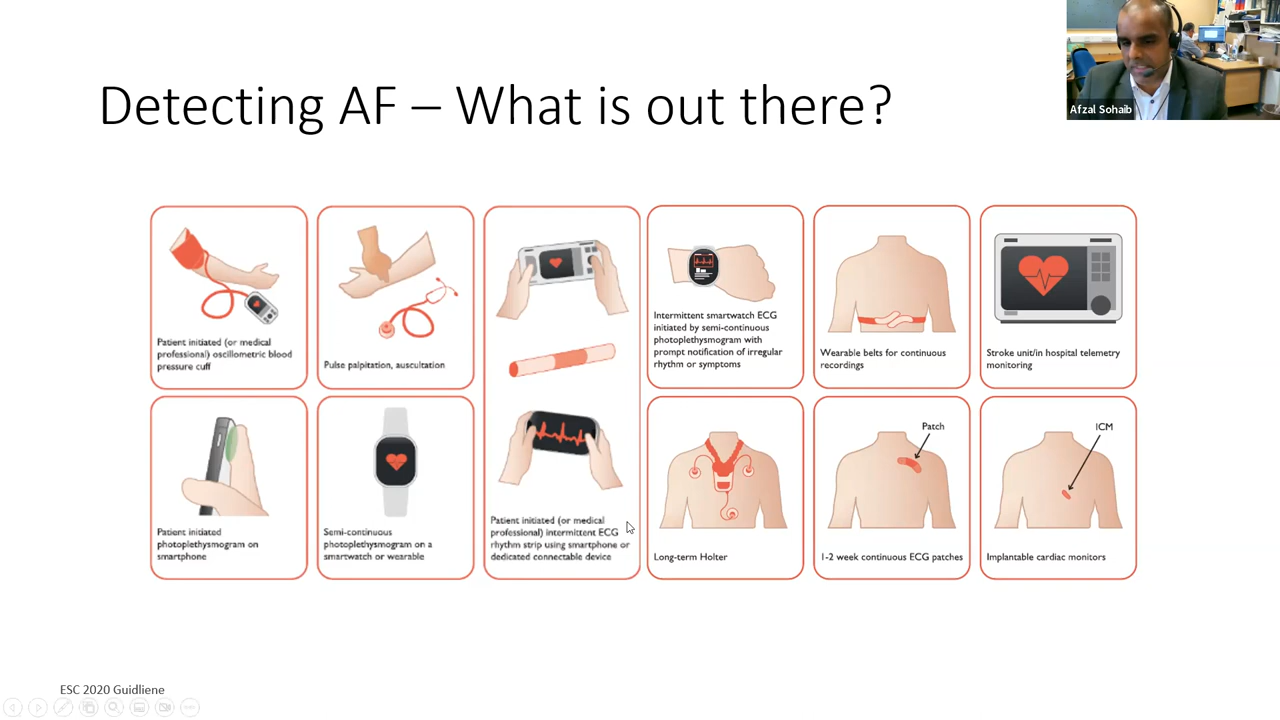 Detecting AF – What is out there?
Afzal Sohaib
Patient initiated (or medical
professional) oscillometric blood
pressure cuff
Pulse palpitation, auscultation
Intermittent smartwatch ECG
initiated by semi-continuous
photoplethysmogram with
prompt notification of irregular
rhythm or symptoms
Wearable belts for continuous
recordings
Stroke unit/in hospital telemetry
monitoring
Patient initiated
photoplethysmogram on
smartphone
Semi-continuous
photoplethysmogram on a
smartwatch or wearable
Patient initiated (or medical
professional) intermittent ECG
rhythm strip using smartphone or
dedicated connectable device
Long-term Holter
Patch
1-2 week continuous ECG patches
ICM
Implantable cardiac monitors
ESC 2020 Guidliene